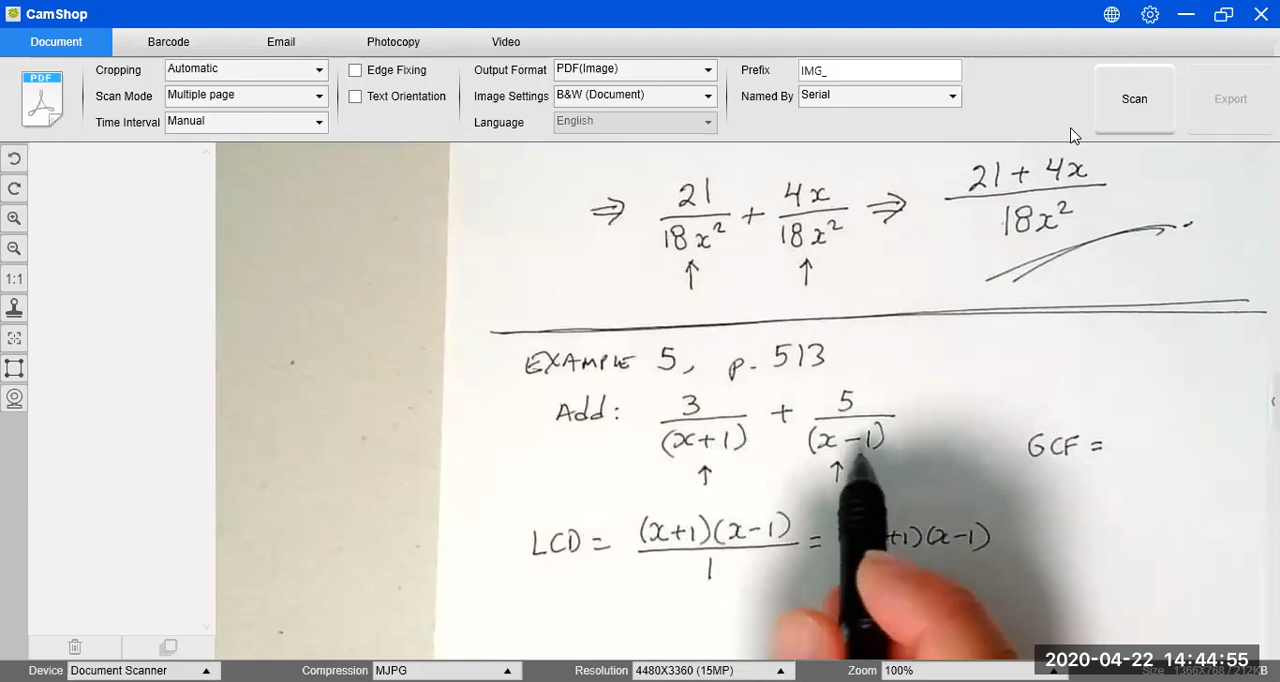 CamShop
Document Barcode Email Photocopy Video
PDF Cropping Automatic Edge Fixing Output Format PDF(Image) Prefix IMG_
Scan Mode Multiple page Text Orientation Image Settings B&W (Document) Named By Serial Scan Export
Time Interval Manual Language English
1:1
⇒ 21/18x² + 4x/18x² ⇒ (21 + 4x)/18x²
↑ ↑
EXAMPLE 5, p. 513
Add: 3/(x+1) + 5/(x-1)
GCF =
↑ ↑
LCD = (x+1)(x-1)/1 = +1)(x-1)
2020-04-22 14:44:55
Device Document Scanner Compression MJPG Resolution 4480X3360 (15MP) Zoom 100%